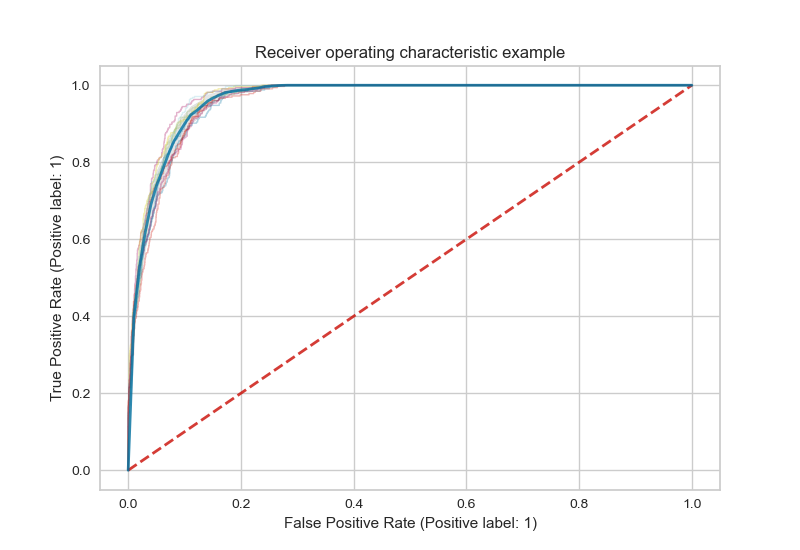 Receiver operating characteristic example
True Positive Rate (Positive label: 1)
1.0
0.8
0.6
0.4
0.2
0.0
0.0 0.2 0.4 0.6 0.8 1.0
False Positive Rate (Positive label: 1)